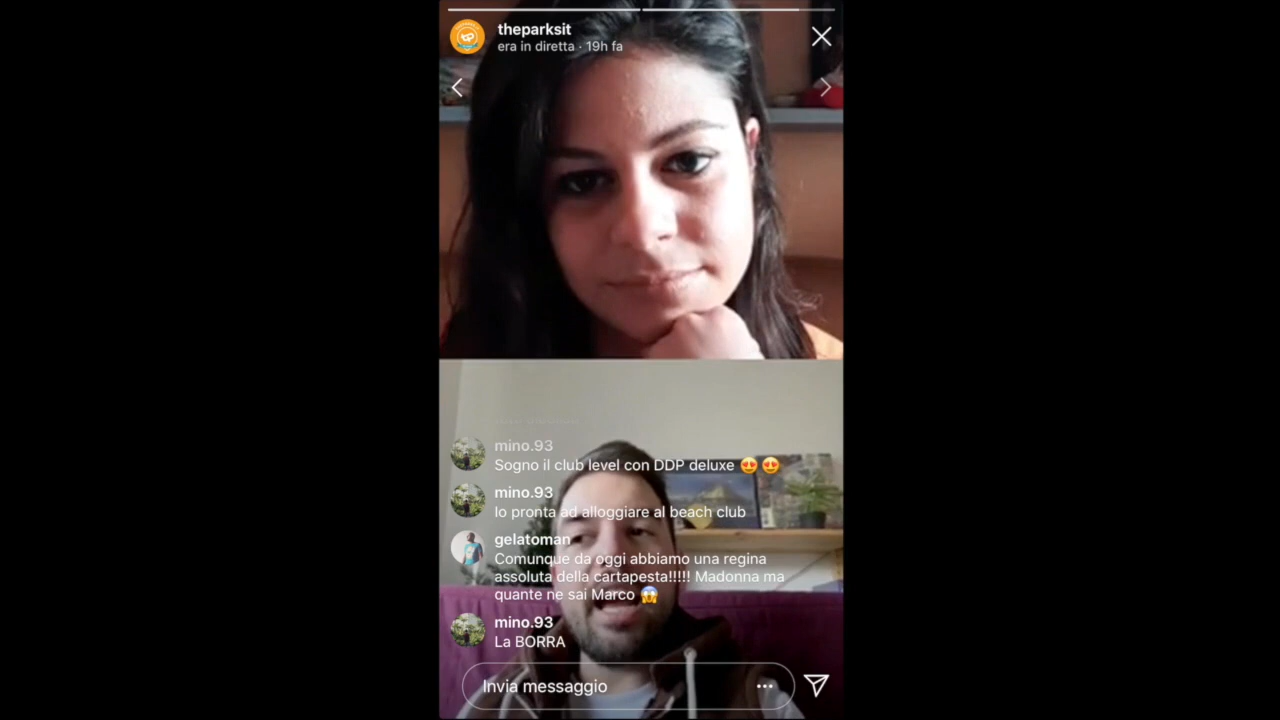 theparksit
era in diretta · 19h fa
mino.93
Sogno il club level con DDP deluxe 😍 😍
mino.93
Io pronta ad alloggiare al beach club
gelatoman
Comunque da oggi abbiamo una regina
assoluta della cartapesta!!!!! Madonna ma
quante ne sai Marco 😱
mino.93
La BORRA
Invia messaggio